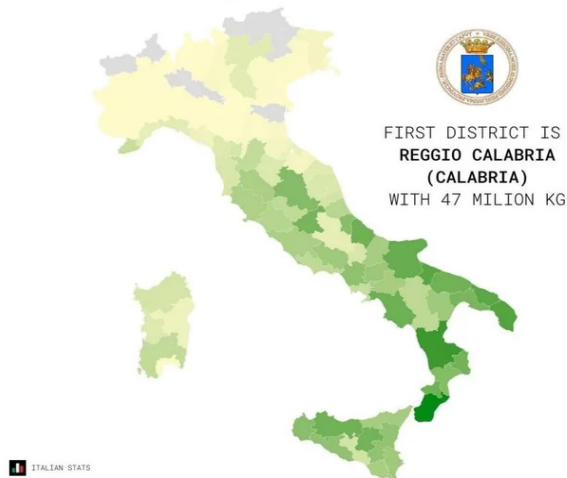 FIRST DISTRICT IS
REGGIO CALABRIA
(CALABRIA)
WITH 47 MILION KG
ITALIAN STATS